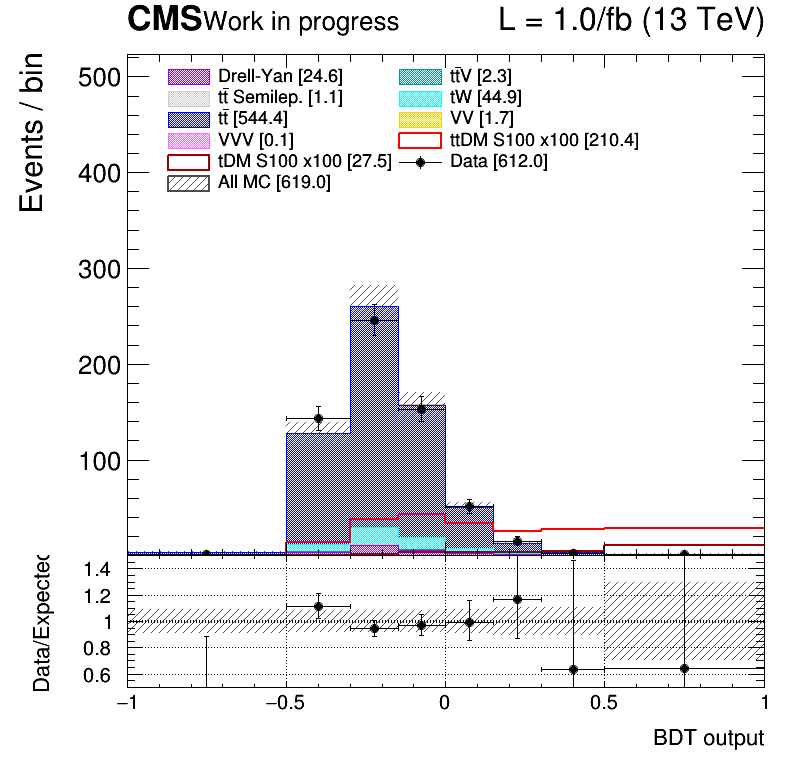 CMS Work in progress L = 1.0/fb (13 TeV)
Events / bin
500
400
300
200
100
Drell-Yan [24.6] tt̄V [2.3]
tt̄ Semilep. [1.1] tW [44.9]
tt̄ [544.4] VV [1.7]
VVV [0.1] ttDM S100 x100 [210.4]
tDM S100 x100 [27.5] Data [612.0]
All MC [619.0]
Data/Expected
1.4
1.2
1
0.8
0.6
−1 −0.5 0 0.5 1
BDT output